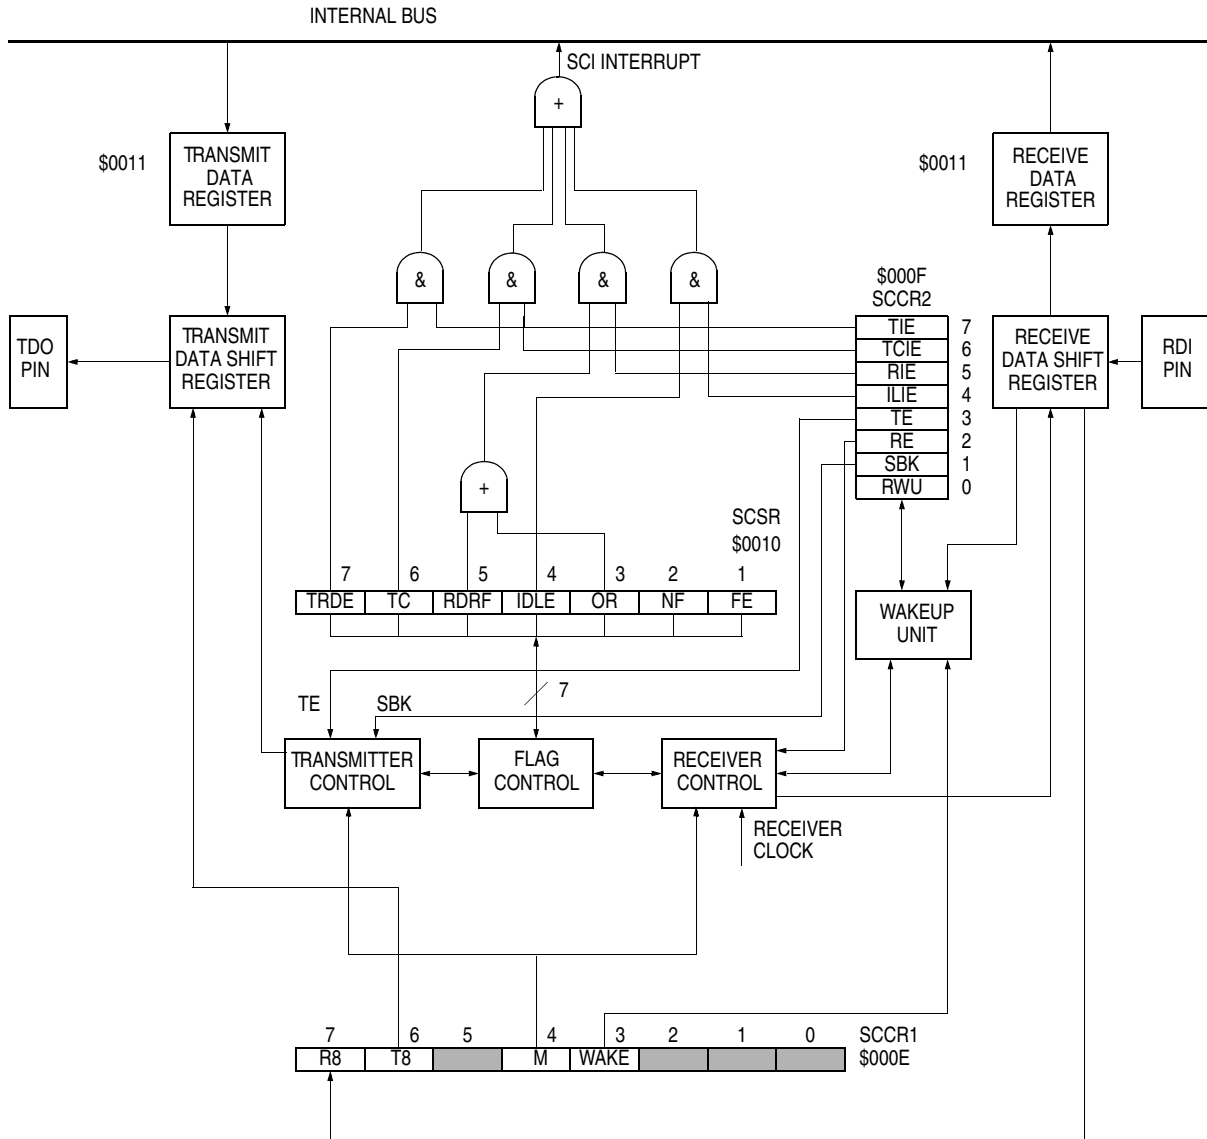 INTERNAL BUS
SCI INTERRUPT
+
$0011
TRANSMIT
DATA
REGISTER
$0011
RECEIVE
DATA
REGISTER
&
&
&
&
$000F
SCCR2
TDO
PIN
TRANSMIT
DATA SHIFT
REGISTER
TIE 7
TCIE 6
RIE 5
ILIE 4
TE 3
RE 2
SBK 1
RWU 0
RECEIVE
DATA SHIFT
REGISTER
RDI
PIN
+
SCSR
$0010
7 6 5 4 3 2 1
TRDE TC RDRF IDLE OR NF FE
WAKEUP
UNIT
7
TE
SBK
TRANSMITTER
CONTROL
FLAG
CONTROL
RECEIVER
CONTROL
RECEIVER
CLOCK
7 6 5 4 3 2 1 0 SCCR1
R8 T8 M WAKE $000E